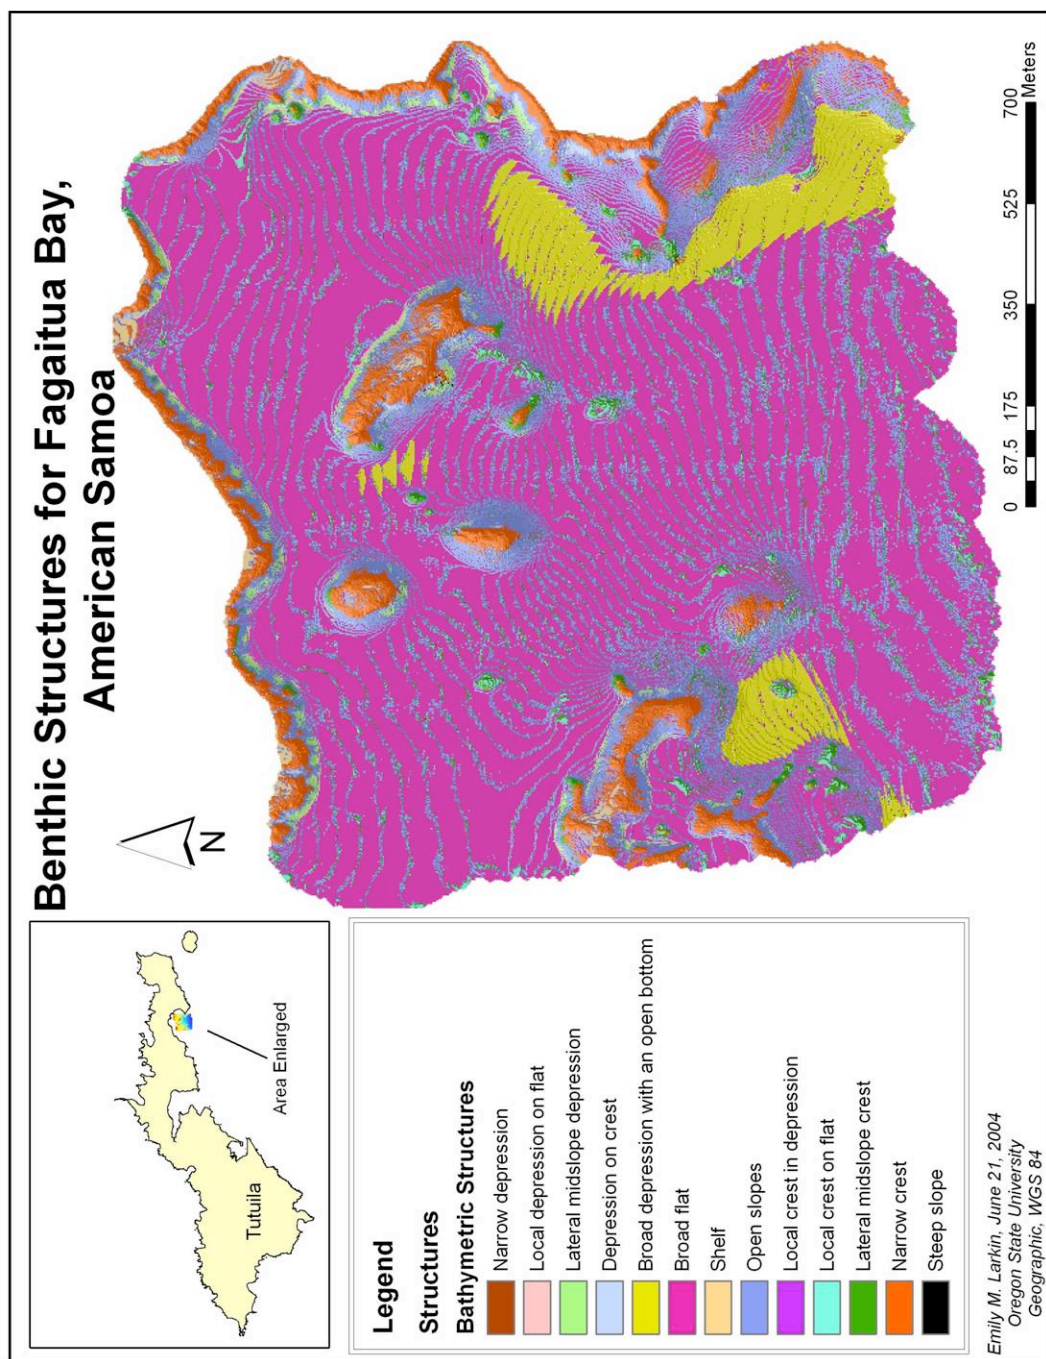 Benthic Structures for Fagaitua Bay,
American Samoa
N
Tutuila
Area Enlarged
Legend
Structures
Bathymetric Structures
Narrow depression
Local depression on flat
Lateral midslope depression
Depression on crest
Broad depression with an open bottom
Broad flat
Shelf
Open slopes
Local crest in depression
Local crest on flat
Lateral midslope crest
Narrow crest
Steep slope
0 87.5 175 350 525 700
Meters
Emily M. Larkin, June 21, 2004
Oregon State University
Geographic, WGS 84